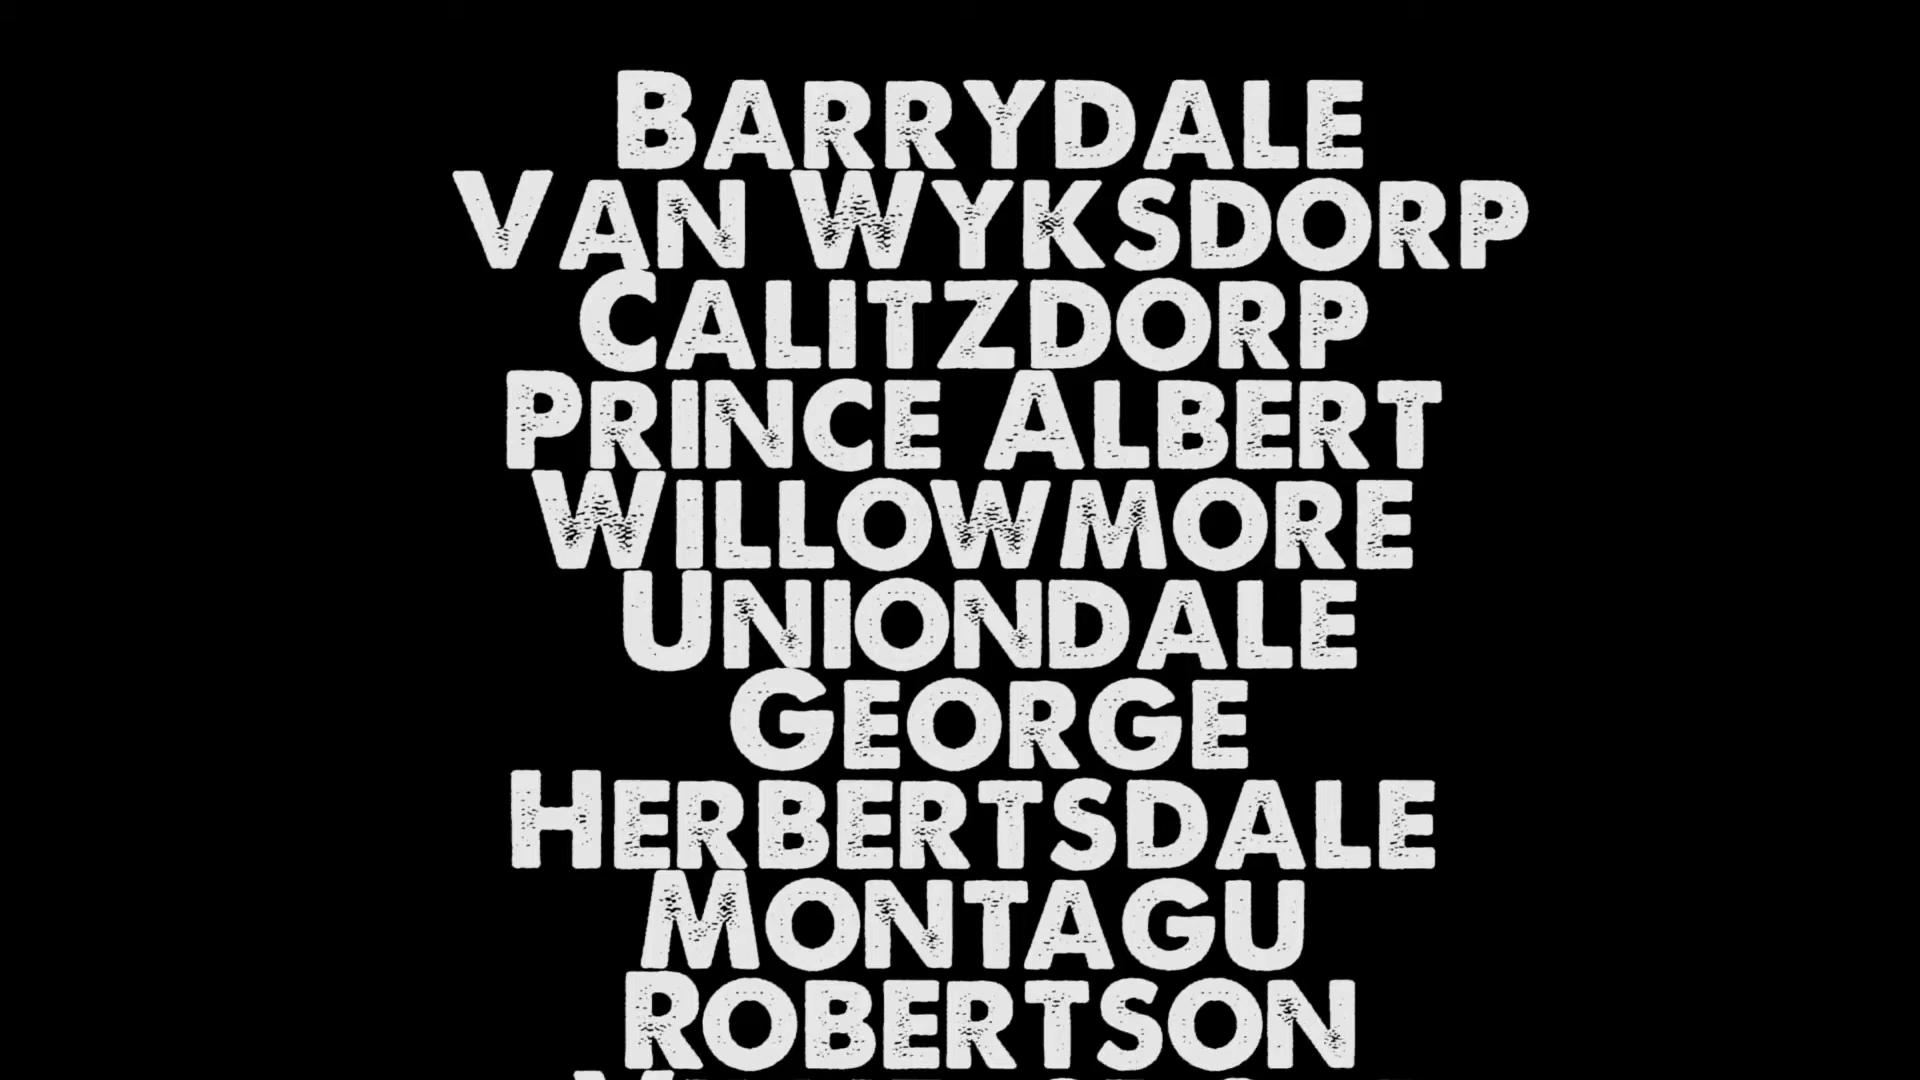 Barrydale
Van Wyksdorp
Calitzdorp
Prince Albert
Willowmore
Uniondale
George
Herbertsdale
Montagu
Robertson